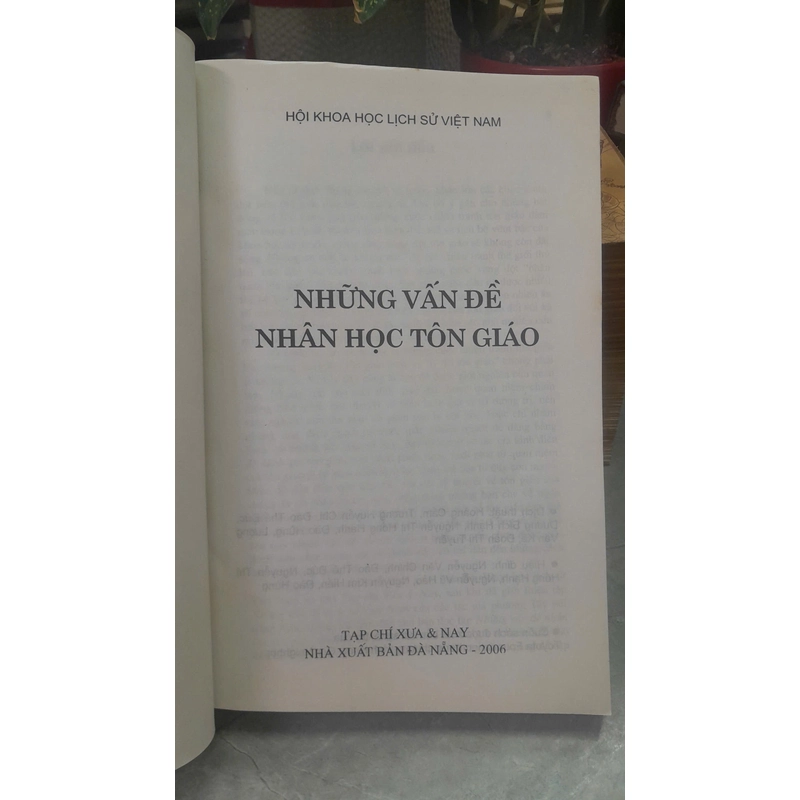 HỘI KHOA HỌC LỊCH SỬ VIỆT NAM
NHỮNG VẤN ĐỀ
NHÂN HỌC TÔN GIÁO
TẠP CHÍ XƯA & NAY
NHÀ XUẤT BẢN ĐÀ NẴNG - 2006